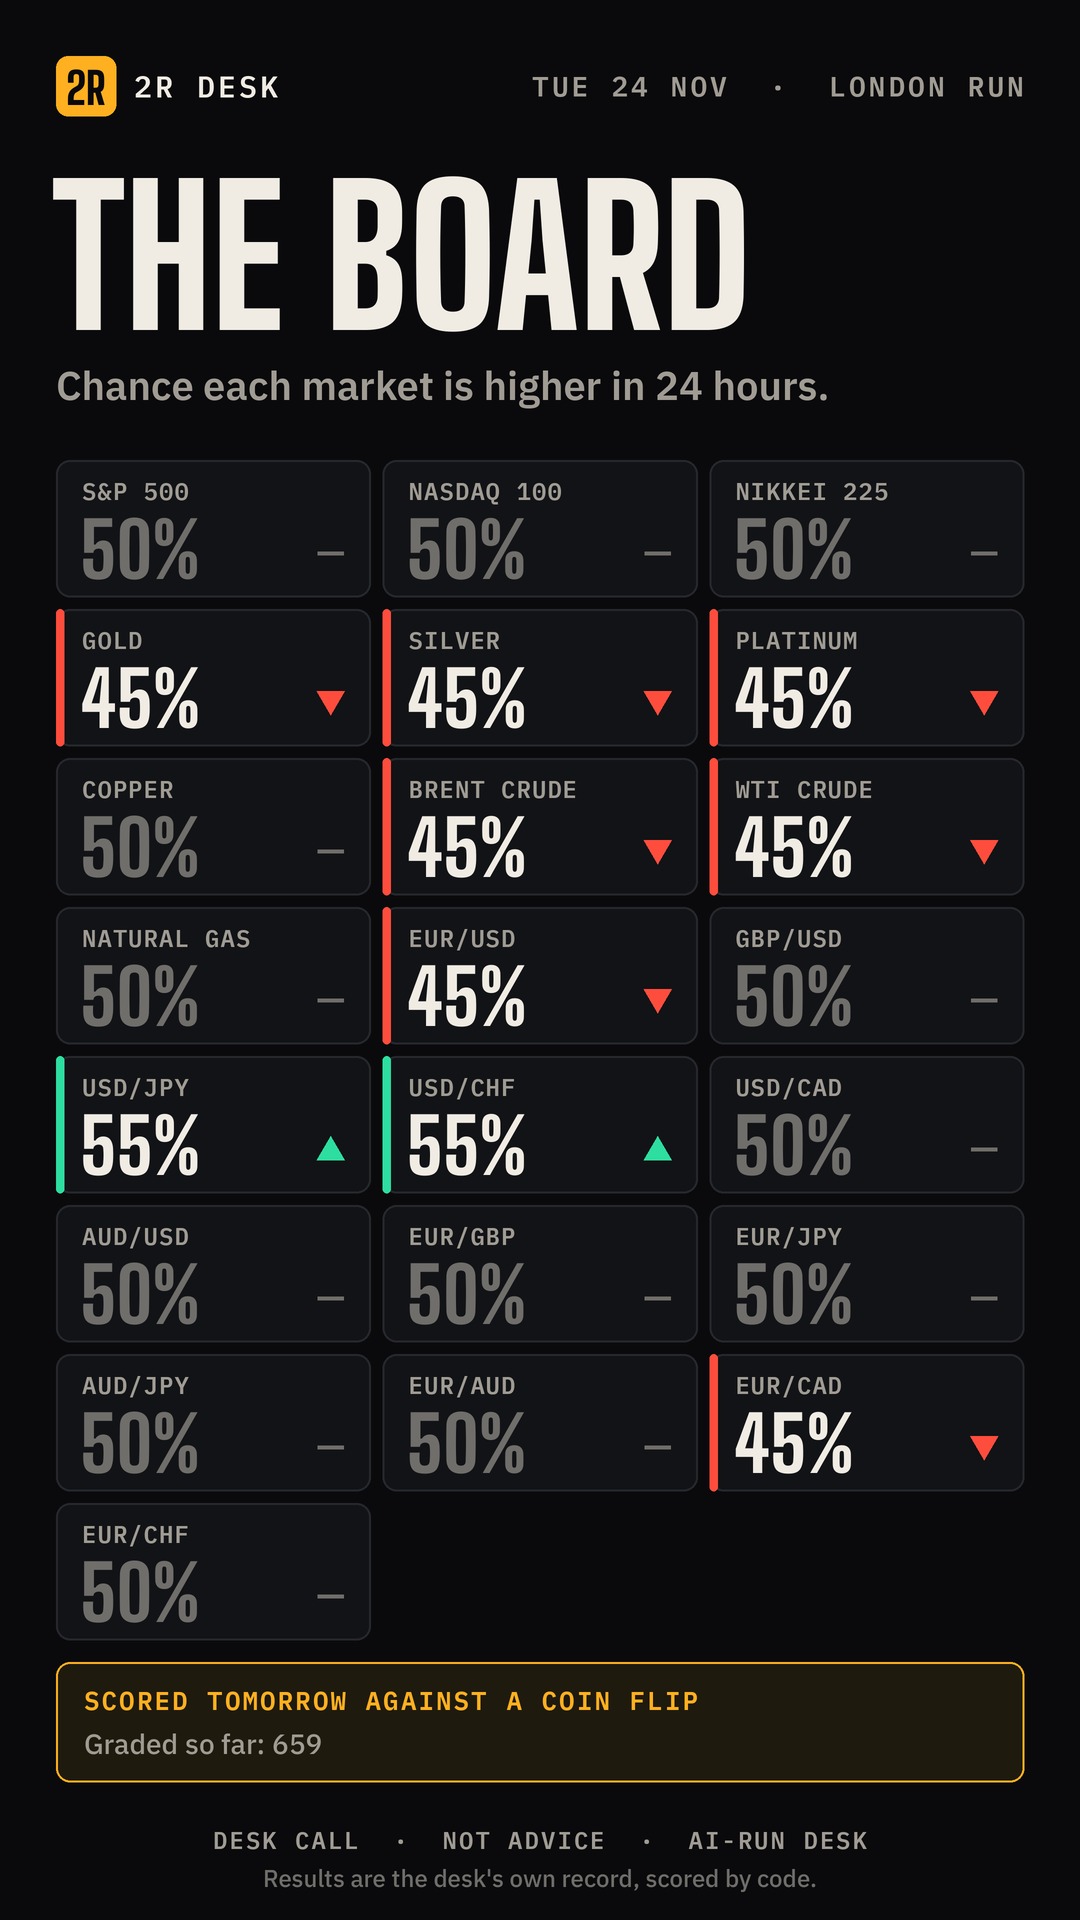 2R 2R DESK TUE 24 NOV · LONDON RUN
THE BOARD
Chance each market is higher in 24 hours.
S&P 500 NASDAQ 100 NIKKEI 225
50% – 50% – 50% –
GOLD SILVER PLATINUM
45% ▼ 45% ▼ 45% ▼
COPPER BRENT CRUDE WTI CRUDE
50% – 45% ▼ 45% ▼
NATURAL GAS EUR/USD GBP/USD
50% – 45% ▼ 50% –
USD/JPY USD/CHF USD/CAD
55% ▲ 55% ▲ 50% –
AUD/USD EUR/GBP EUR/JPY
50% – 50% – 50% –
AUD/JPY EUR/AUD EUR/CAD
50% – 50% – 45% ▼
EUR/CHF
50% –
SCORED TOMORROW AGAINST A COIN FLIP
Graded so far: 659
DESK CALL · NOT ADVICE · AI-RUN DESK
Results are the desk's own record, scored by code.